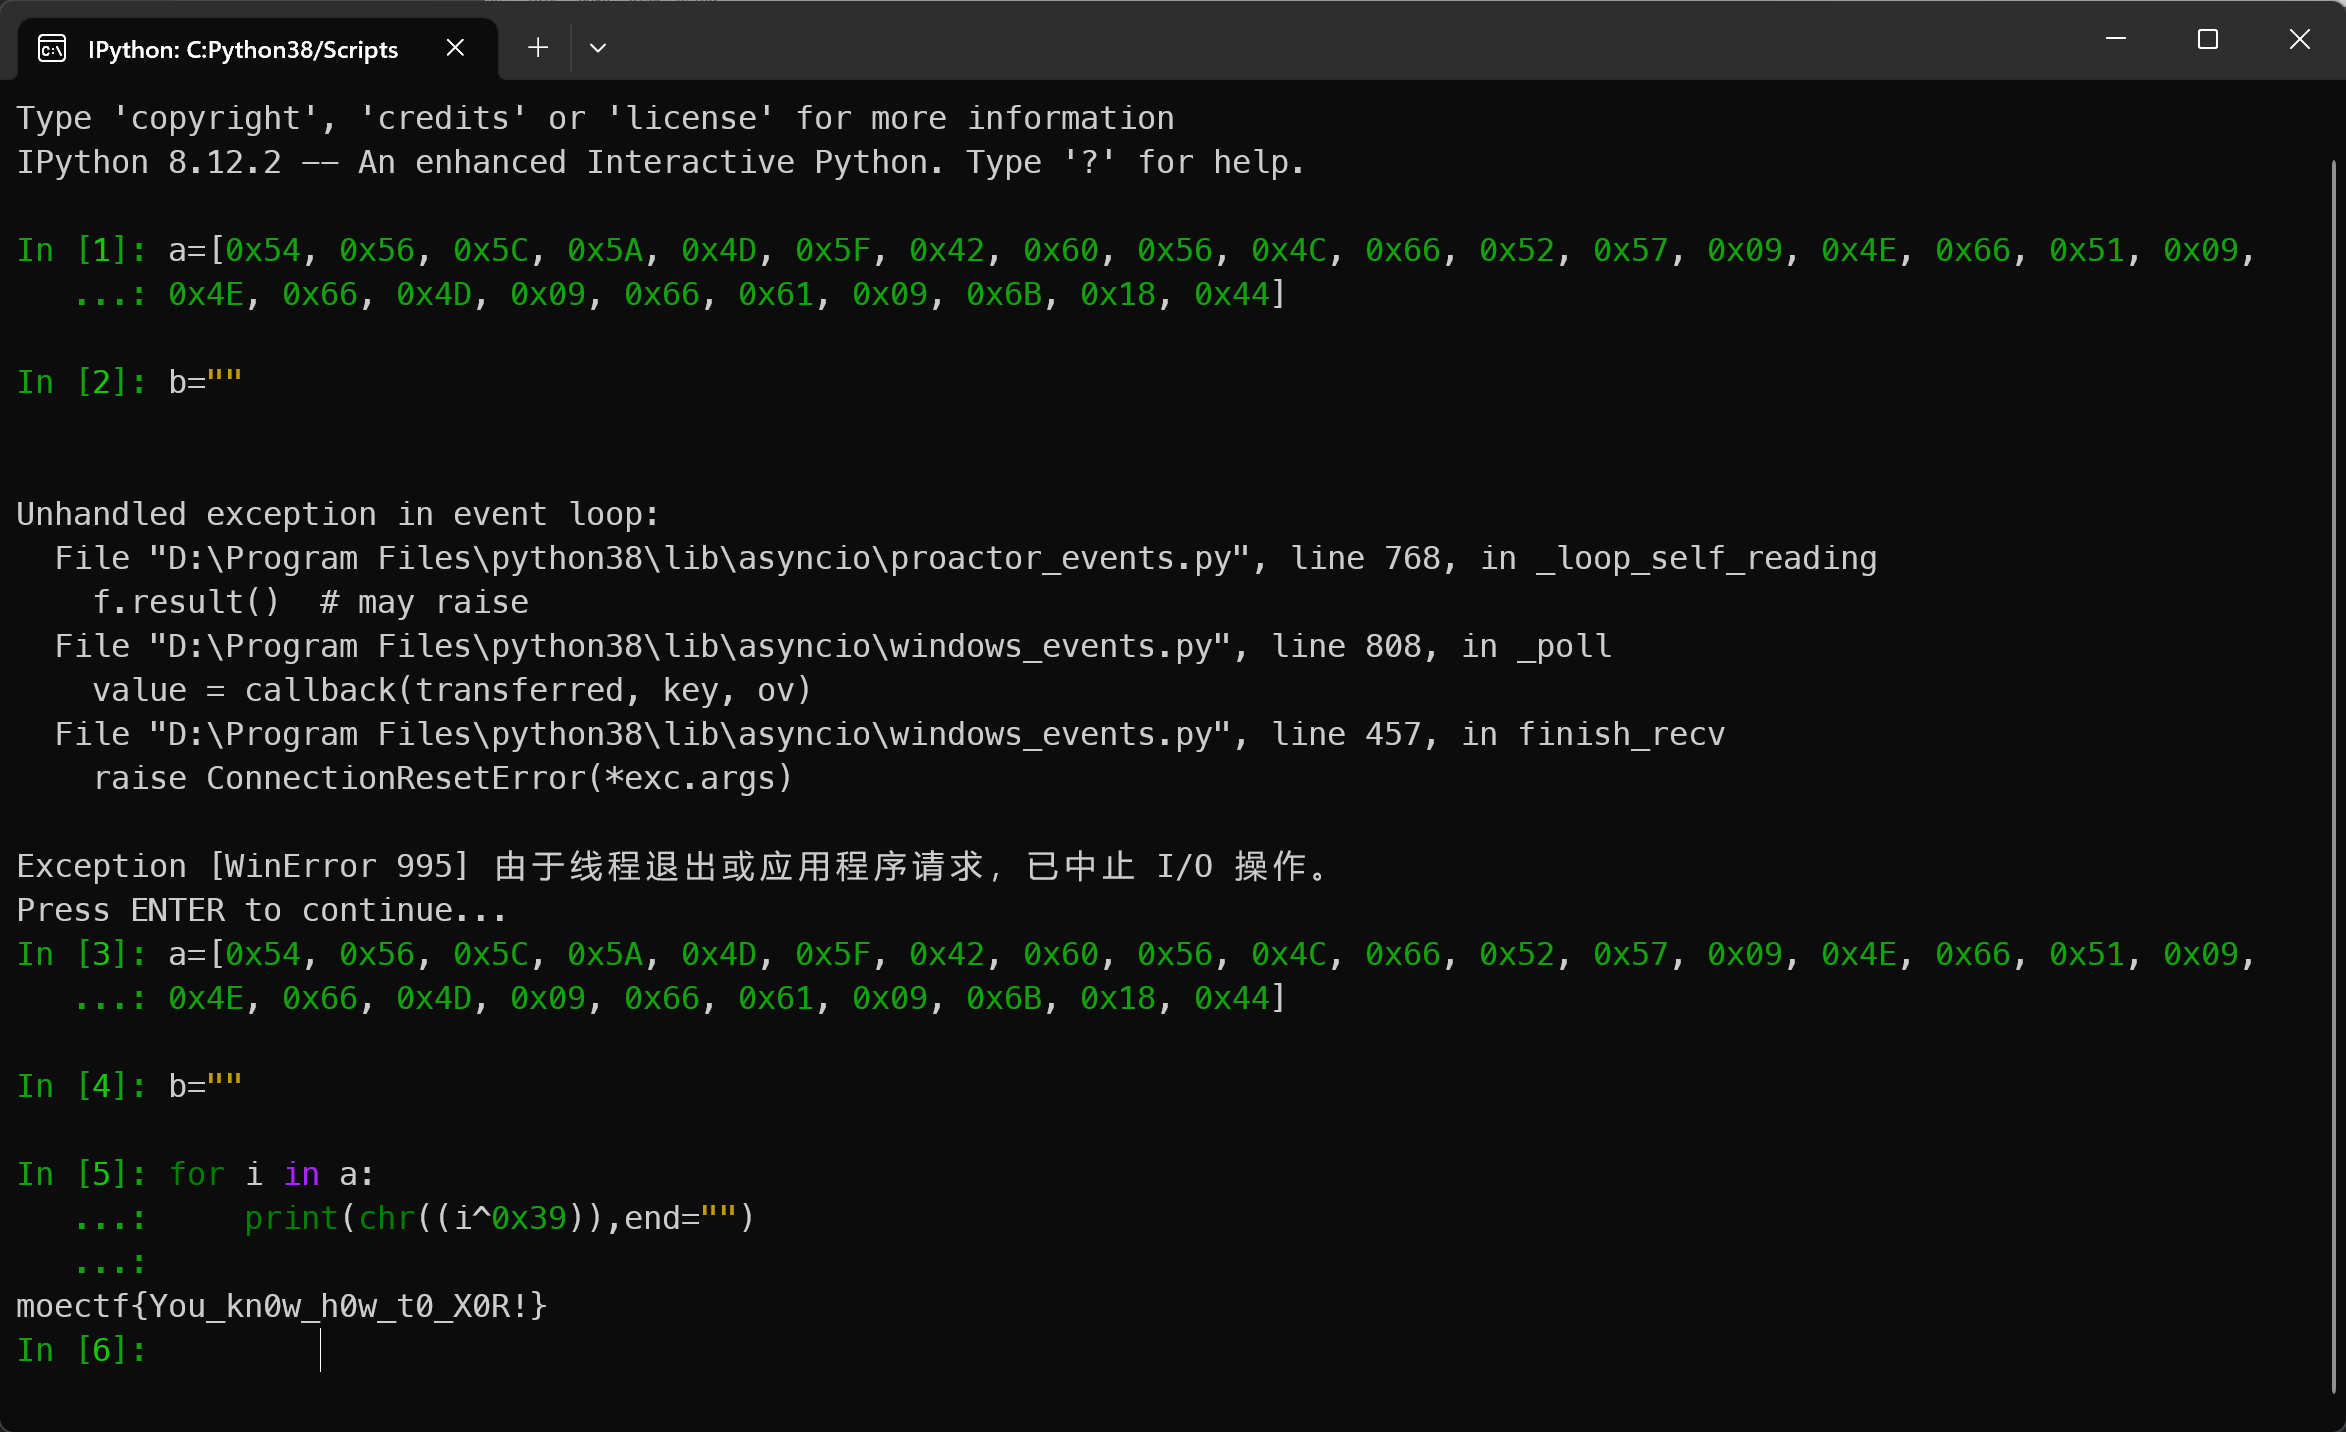 IPython: C:Python38/Scripts
Type 'copyright', 'credits' or 'license' for more information
IPython 8.12.2 -- An enhanced Interactive Python. Type '?' for help.
In [1]: a=[0x54, 0x56, 0x5C, 0x5A, 0x4D, 0x5F, 0x42, 0x60, 0x56, 0x4C, 0x66, 0x52, 0x57, 0x09, 0x4E, 0x66, 0x51, 0x09,
   ...: 0x4E, 0x66, 0x4D, 0x09, 0x66, 0x61, 0x09, 0x6B, 0x18, 0x44]
In [2]: b=""
Unhandled exception in event loop:
  File "D:\Program Files\python38\lib\asyncio\proactor_events.py", line 768, in _loop_self_reading
    f.result()  # may raise
  File "D:\Program Files\python38\lib\asyncio\windows_events.py", line 808, in _poll
    value = callback(transferred, key, ov)
  File "D:\Program Files\python38\lib\asyncio\windows_events.py", line 457, in finish_recv
    raise ConnectionResetError(*exc.args)
Exception [WinError 995] 由于线程退出或应用程序请求，已中止 I/O 操作。
Press ENTER to continue...
In [3]: a=[0x54, 0x56, 0x5C, 0x5A, 0x4D, 0x5F, 0x42, 0x60, 0x56, 0x4C, 0x66, 0x52, 0x57, 0x09, 0x4E, 0x66, 0x51, 0x09,
   ...: 0x4E, 0x66, 0x4D, 0x09, 0x66, 0x61, 0x09, 0x6B, 0x18, 0x44]
In [4]: b=""
In [5]: for i in a:
   ...:     print(chr((i^0x39)),end="")
   ...:
moectf{You_kn0w_h0w_t0_X0R!}
In [6]: